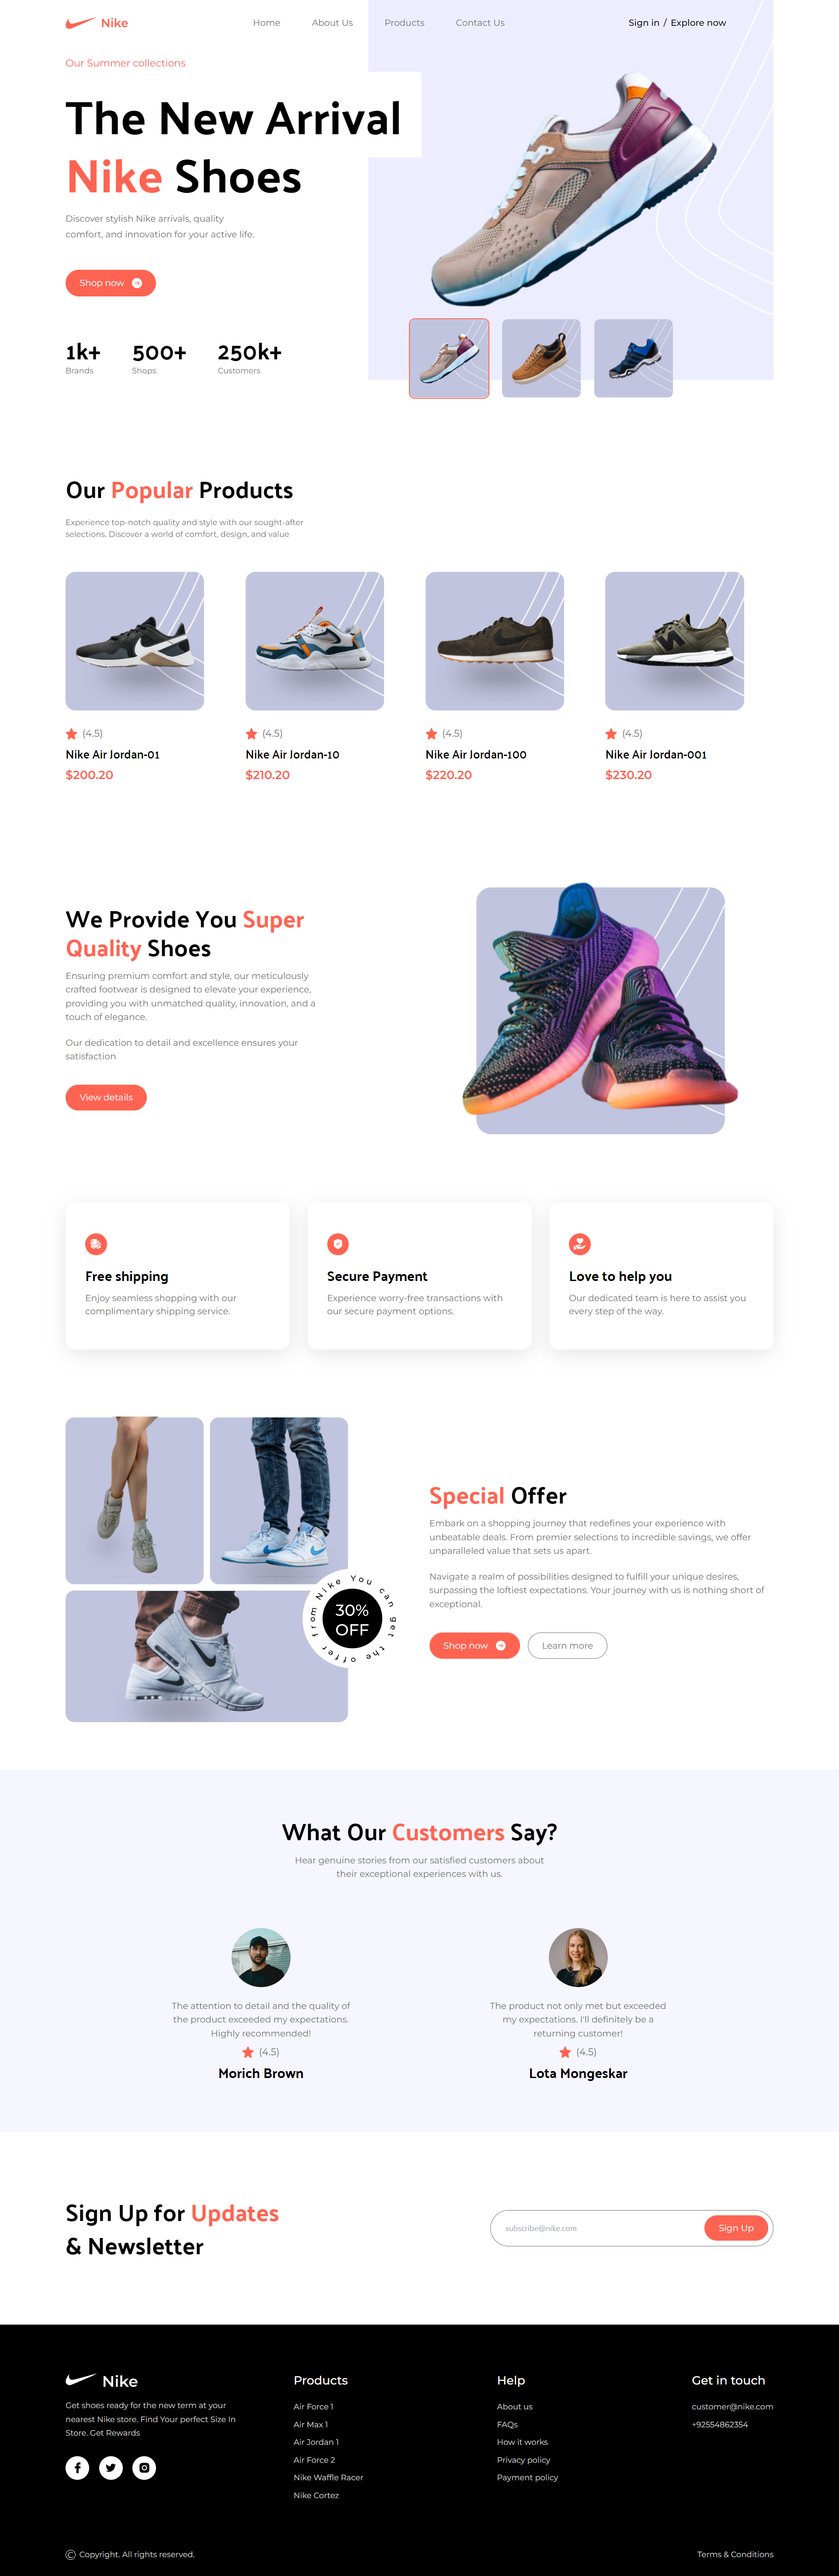 Nike
Home
About Us
Products
Contact Us
Sign in / Explore now
Our Summer collections
The New Arrival
Nike Shoes
Discover stylish Nike arrivals, quality
comfort, and innovation for your active life.
Shop now
1k+
Brands
500+
Shops
250k+
Customers
Our Popular Products
Experience top-notch quality and style with our sought-after
selections. Discover a world of comfort, design, and value
(4.5)
Nike Air Jordan-01
$200.20
(4.5)
Nike Air Jordan-10
$210.20
(4.5)
Nike Air Jordan-100
$220.20
(4.5)
Nike Air Jordan-001
$230.20
We Provide You Super
Quality Shoes
Ensuring premium comfort and style, our meticulously
crafted footwear is designed to elevate your experience,
providing you with unmatched quality, innovation, and a
touch of elegance.
Our dedication to detail and excellence ensures your
satisfaction
View details
Free shipping
Enjoy seamless shopping with our
complimentary shipping service.
Secure Payment
Experience worry-free transactions with
our secure payment options.
Love to help you
Our dedicated team is here to assist you
every step of the way.
You can get the offer from Nike
30%
OFF
Special Offer
Embark on a shopping journey that redefines your experience with
unbeatable deals. From premier selections to incredible savings, we offer
unparalleled value that sets us apart.
Navigate a realm of possibilities designed to fulfill your unique desires,
surpassing the loftiest expectations. Your journey with us is nothing short of
exceptional.
Shop now
Learn more
What Our Customers Say?
Hear genuine stories from our satisfied customers about
their exceptional experiences with us.
The attention to detail and the quality of
the product exceeded my expectations.
Highly recommended!
(4.5)
Morich Brown
The product not only met but exceeded
my expectations. I'll definitely be a
returning customer!
(4.5)
Lota Mongeskar
Sign Up for Updates
& Newsletter
subscribe@nike.com
Sign Up
Nike
Get shoes ready for the new term at your
nearest Nike store. Find Your perfect Size In
Store. Get Rewards
Products
Air Force 1
Air Max 1
Air Jordan 1
Air Force 2
Nike Waffle Racer
Nike Cortez
Help
About us
FAQs
How it works
Privacy policy
Payment policy
Get in touch
customer@nike.com
+92554862354
© Copyright. All rights reserved.
Terms & Conditions